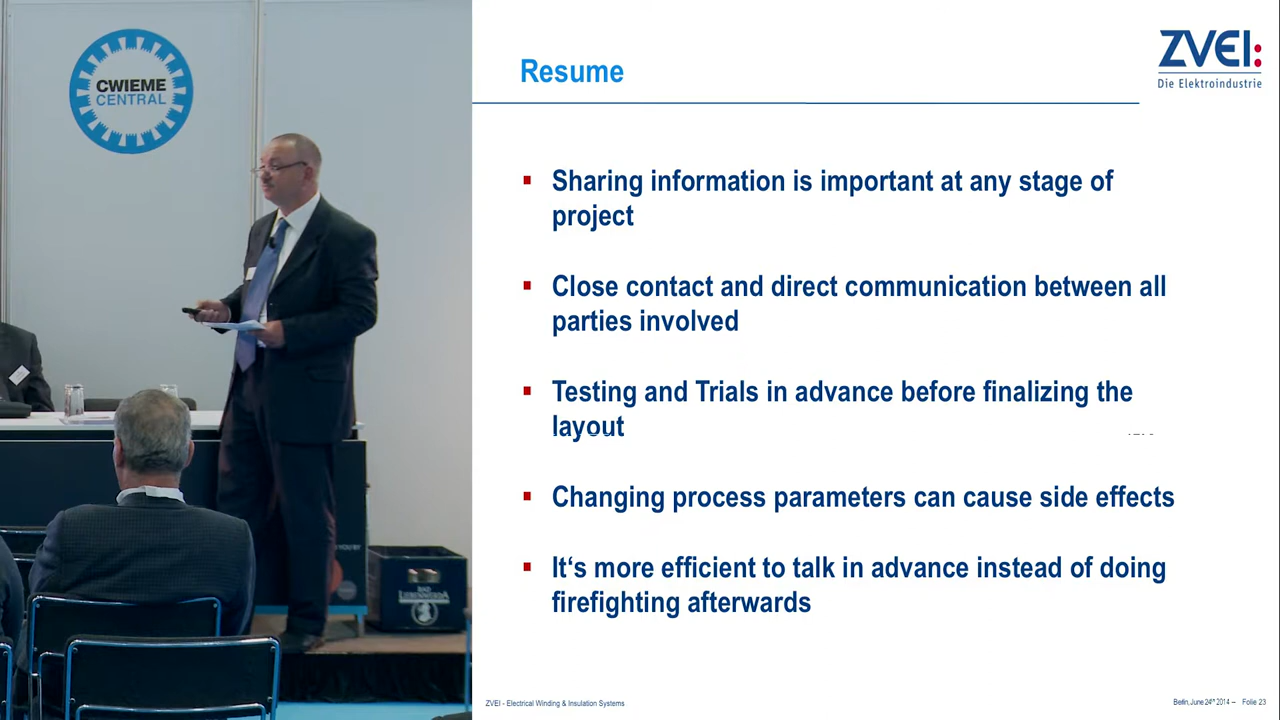 CWIEME
CENTRAL
Resume
ZVEI:
Die Elektroindustrie
▪ Sharing information is important at any stage of
project
▪ Close contact and direct communication between all
parties involved
▪ Testing and Trials in advance before finalizing the
layout
▪ Changing process parameters can cause side effects
▪ It‘s more efficient to talk in advance instead of doing
firefighting afterwards
BAD
LIEBENWERDA
ZVEI - Electrical Winding & Insulation Systems
Berlin, June 24th 2014 – Folie 23